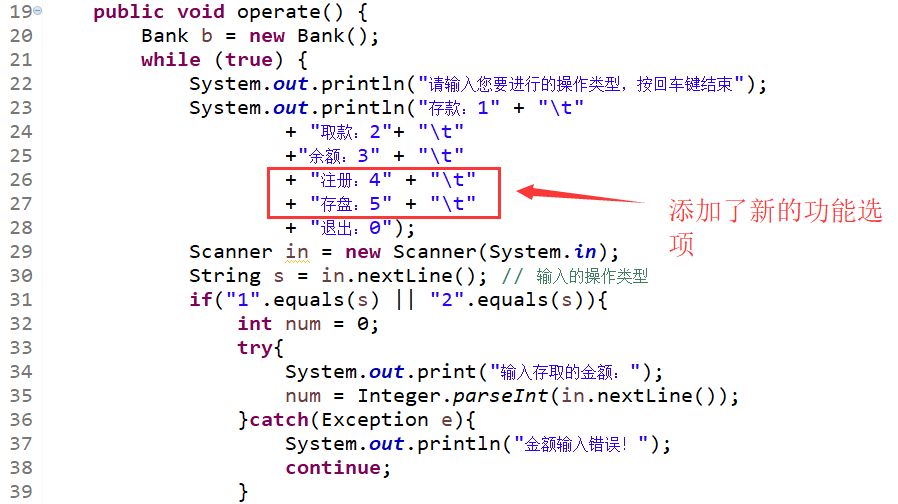 19 public void operate() {
20 Bank b = new Bank();
21 while (true) {
22 System.out.println("请输入您要进行的操作类型，按回车键结束");
23 System.out.println("存款：1" + "\t"
24 + "取款：2"+ "\t"
25 +"余额：3" + "\t"
26 + "注册：4" + "\t"
27 + "存盘：5" + "\t"
28 + "退出：0");
添加了新的功能选
项
29 Scanner in = new Scanner(System.in);
30 String s = in.nextLine(); // 输入的操作类型
31 if("1".equals(s) || "2".equals(s)){
32 int num = 0;
33 try{
34 System.out.print("输入存取的金额：");
35 num = Integer.parseInt(in.nextLine());
36 }catch(Exception e){
37 System.out.println("金额输入错误！");
38 continue;
39 }